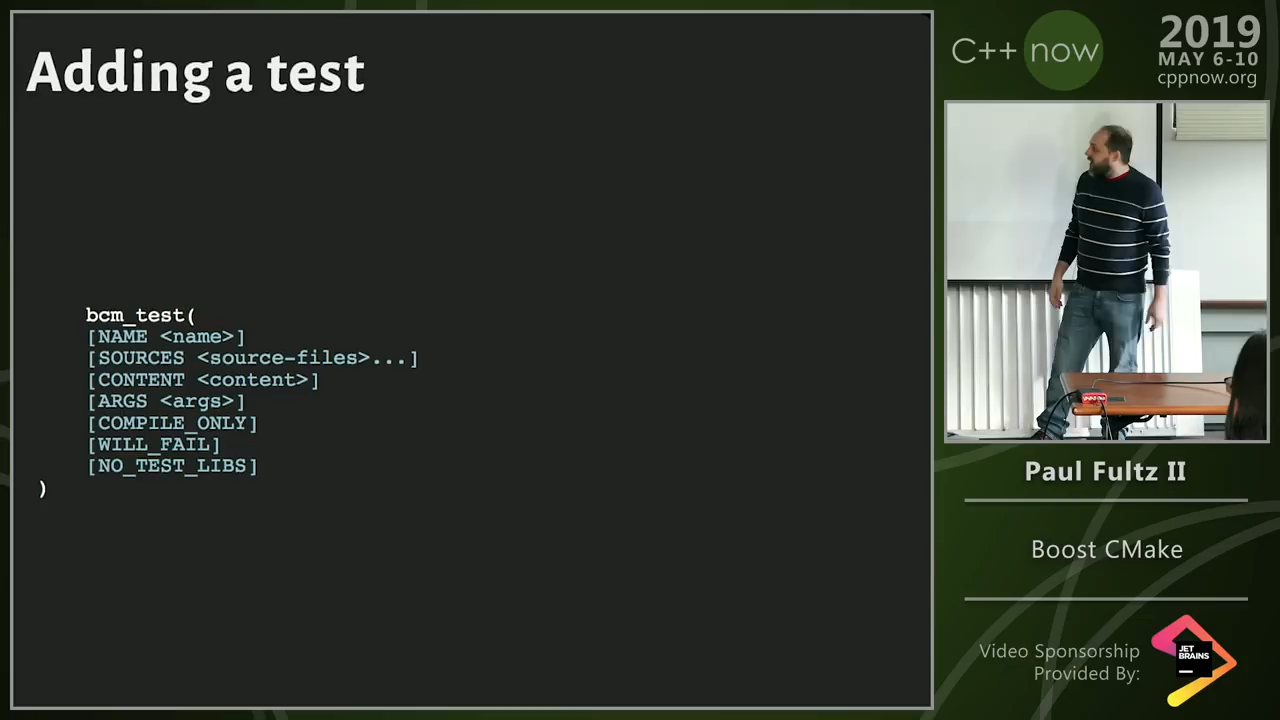 Adding a test
bcm_test(
[NAME <name>]
[SOURCES <source-files>...]
[CONTENT <content>]
[ARGS <args>]
[COMPILE_ONLY]
[WILL_FAIL]
[NO_TEST_LIBS]
)
C++ now
2019
MAY 6-10
cppnow.org
Paul Fultz II
Boost CMake
Video Sponsorship
Provided By:
JET
BRAINS